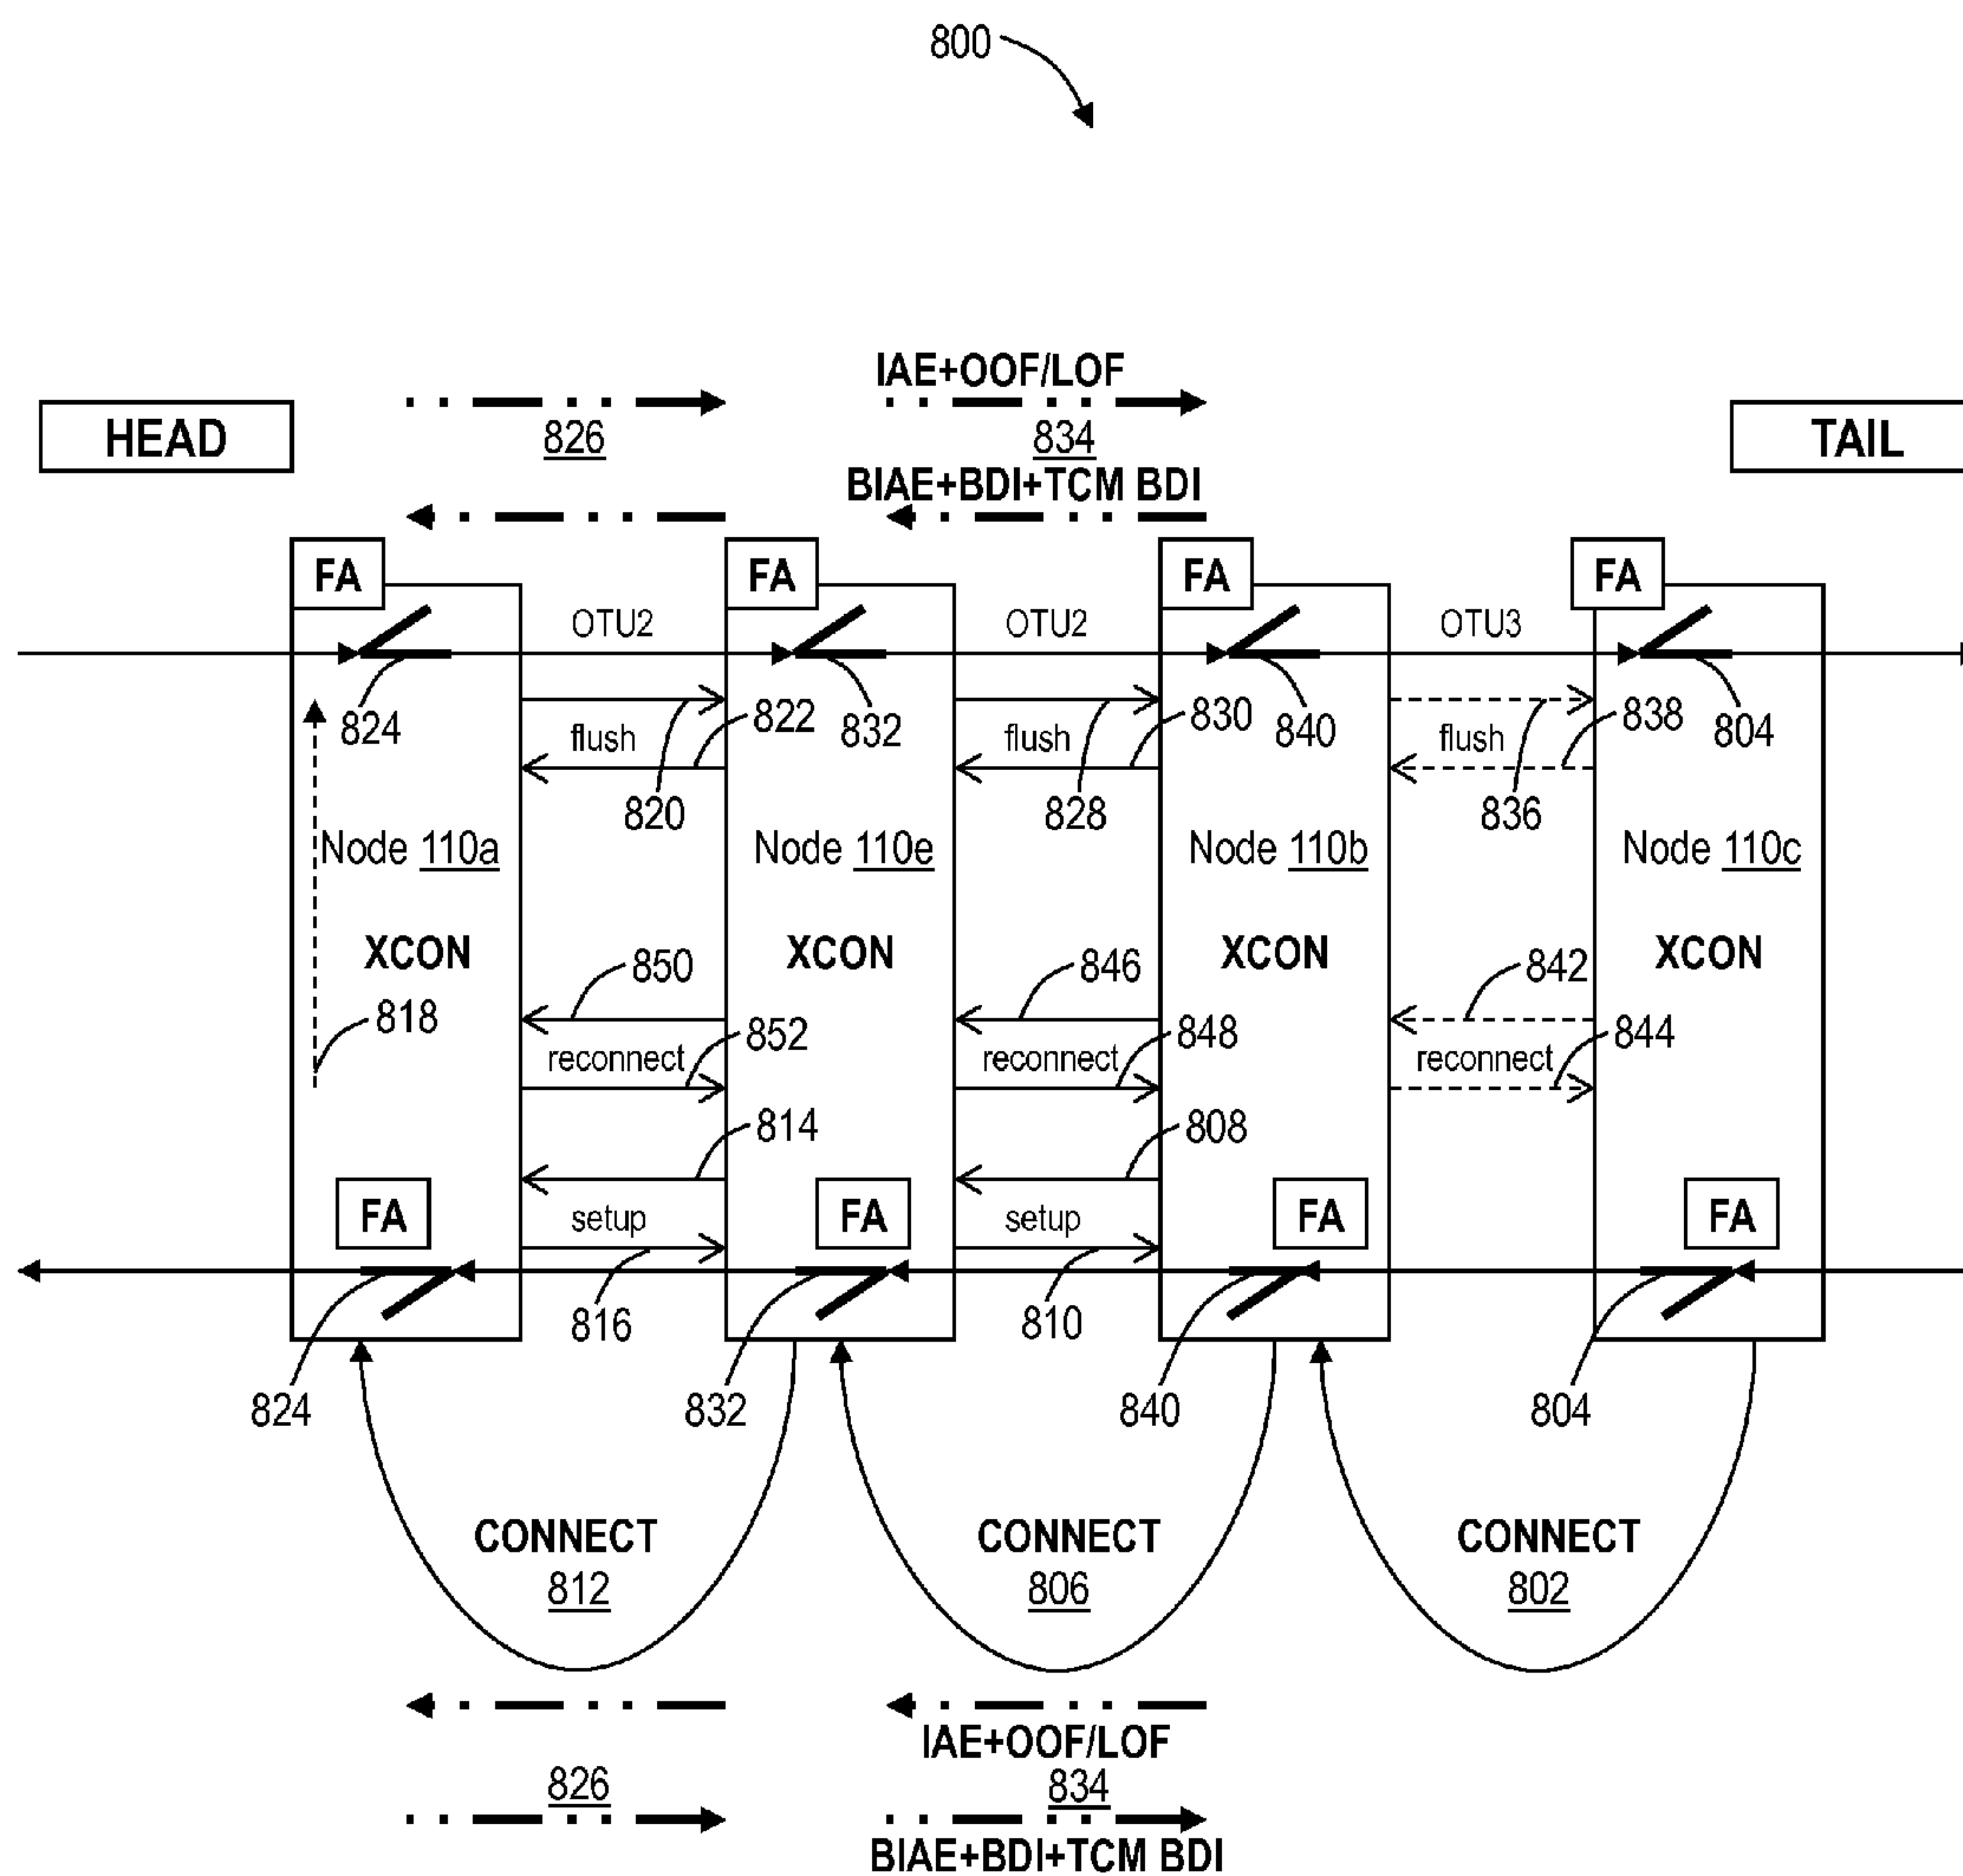 800
IAE+OOF/LOF
HEAD
826
834
TAIL
BIAE+BDI+TCM BDI
FA
FA
FA
FA
OTU2
OTU2
OTU3
824
822
832
830
840
838
804
flush
flush
flush
820
828
836
Node 110a
Node 110e
Node 110b
Node 110c
XCON
XCON
XCON
XCON
850
846
842
818
852
848
844
reconnect
reconnect
reconnect
814
808
FA
FA
FA
FA
setup
setup
816
810
824
832
840
804
CONNECT
CONNECT
CONNECT
812
806
802
IAE+OOF/LOF
826
834
BIAE+BDI+TCM BDI